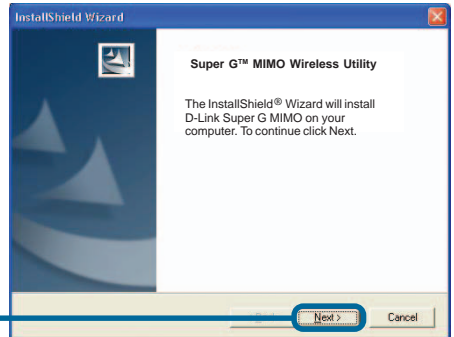 InstallShield Wizard
Super G™ MIMO Wireless Utility
The InstallShield® Wizard will install
D-Link Super G MIMO on your
computer. To continue click Next.
Next >
Cancel